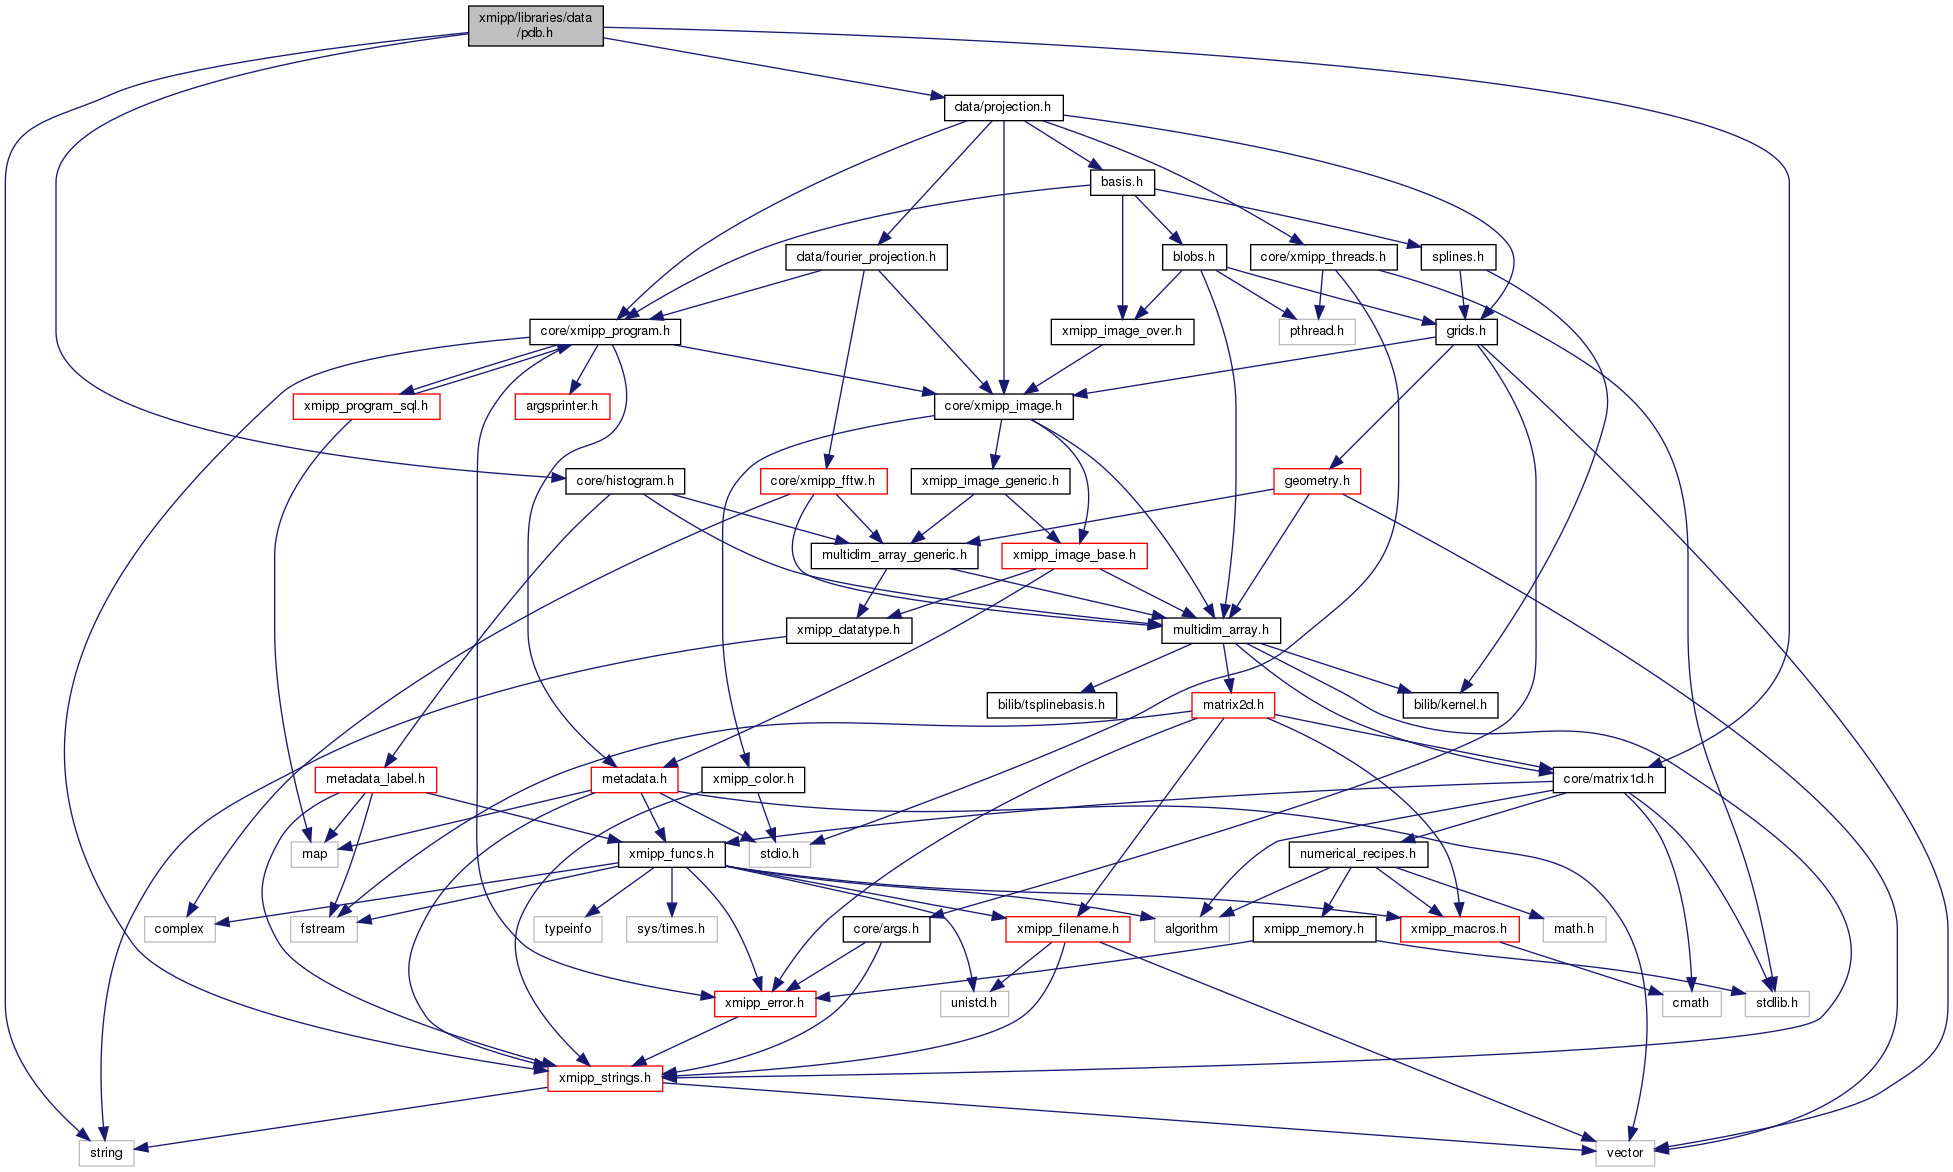 xmipp/libraries/data
/pdb.h
data/projection.h
basis.h
data/fourier_projection.h
blobs.h
core/xmipp_threads.h
splines.h
core/xmipp_program.h
xmipp_image_over.h
pthread.h
grids.h
xmipp_program_sql.h
argsprinter.h
core/xmipp_image.h
core/histogram.h
core/xmipp_fftw.h
xmipp_image_generic.h
geometry.h
multidim_array_generic.h
xmipp_image_base.h
xmipp_datatype.h
multidim_array.h
bilib/tsplinebasis.h
matrix2d.h
bilib/kernel.h
metadata_label.h
metadata.h
xmipp_color.h
core/matrix1d.h
map
xmipp_funcs.h
stdio.h
numerical_recipes.h
complex
fstream
typeinfo
sys/times.h
core/args.h
xmipp_filename.h
algorithm
xmipp_memory.h
xmipp_macros.h
math.h
xmipp_error.h
unistd.h
cmath
stdlib.h
xmipp_strings.h
string
vector